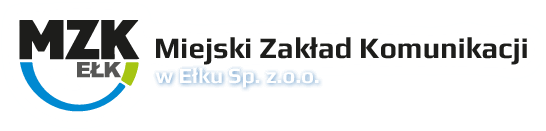 MZK
EŁK
Miejski Zakład Komunikacji
w Ełku Sp. z.o.o.